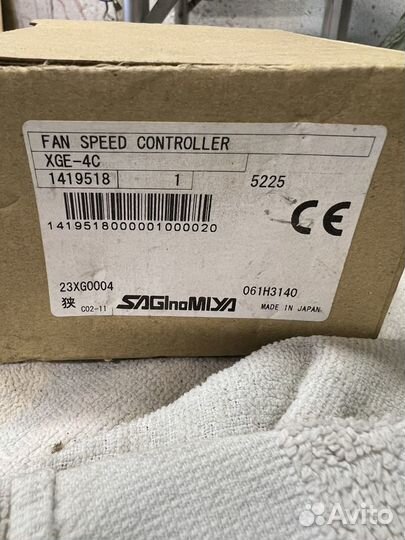 FAN SPEED CONTROLLER
XGE-4C
1419518 1 5225
CE
1419518000001000020
23XG0004 061H3140
狭 C02-11 SAGInoMIYA MADE IN JAPAN
Avito